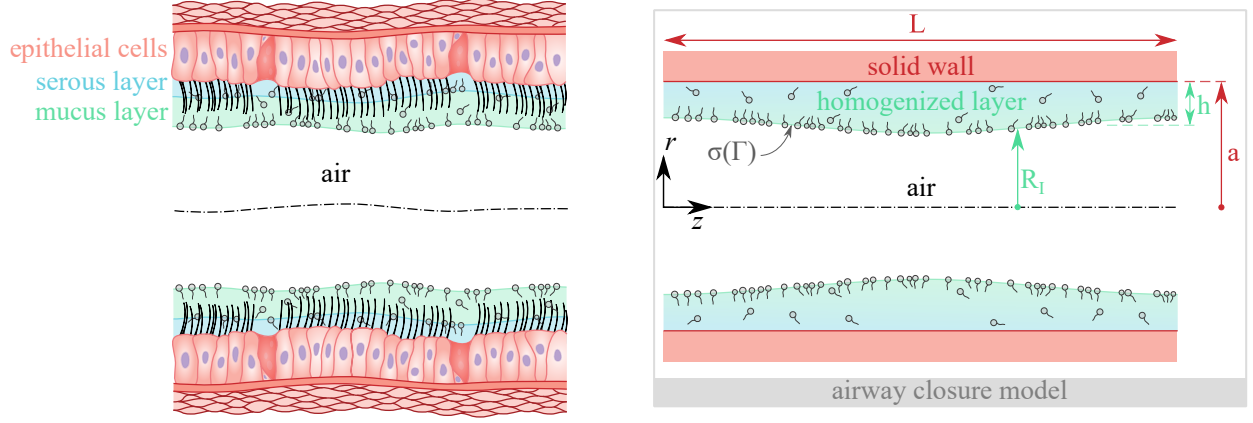 epithelial cells
serous layer
mucus layer
air
L
solid wall
homogenized layer
h
σ(Γ)
r
air
R_I
a
z
airway closure model